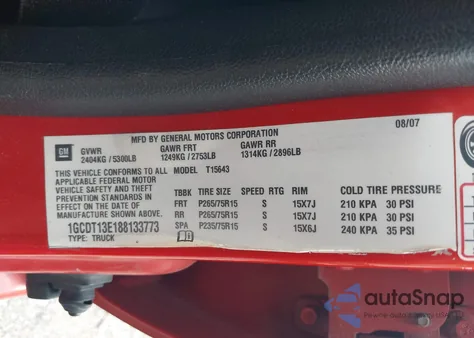 08/07
GM
MFD BY GENERAL MOTORS CORPORATION
GVWR GAWR FRT GAWR RR
2404KG / 5300LB 1249KG / 2753LB 1314KG / 2896LB
THIS VEHICLE CONFORMS TO ALL MODEL T15643
APPLICABLE FEDERAL MOTOR
VEHICLE SAFETY AND THEFT
PREVENTION STANDARDS IN
EFFECT ON THE DATE OF
MANUFACTURE SHOWN ABOVE.
1GCDT13E188133773
TYPE: TRUCK
TBBK TIRE SIZE SPEED RTG RIM COLD TIRE PRESSURE
FRT P265/75R15 S 15X7J 210 KPA 30 PSI
RR P265/75R15 S 15X7J 210 KPA 30 PSI
SPA P235/75R15 S 15X6J 240 KPA 35 PSI
autoSnap